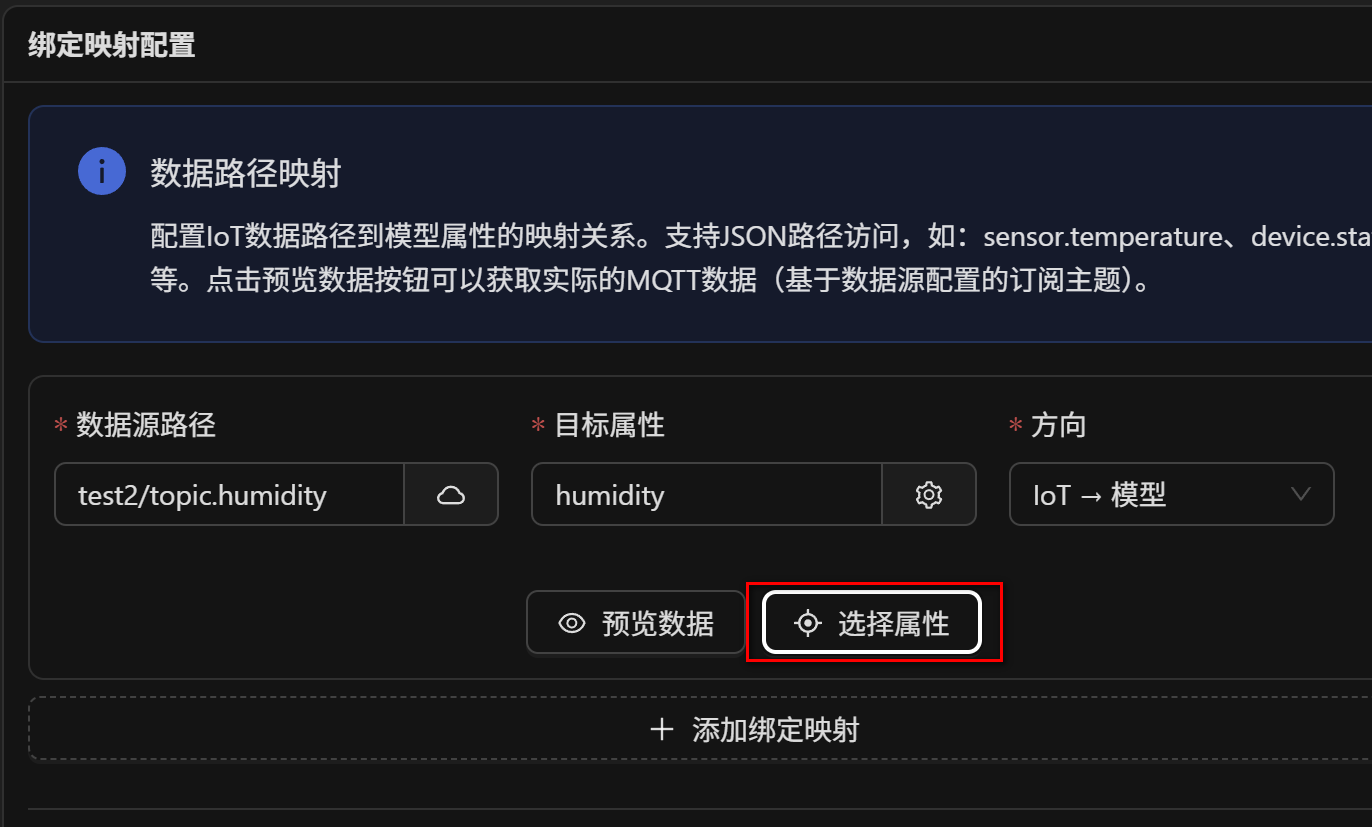 绑定映射配置
数据路径映射
配置IoT数据路径到模型属性的映射关系。支持JSON路径访问，如：sensor.temperature、device.sta
等。点击预览数据按钮可以获取实际的MQTT数据（基于数据源配置的订阅主题）。
* 数据源路径
* 目标属性
* 方向
test2/topic.humidity
humidity
IoT → 模型
预览数据
选择属性
+ 添加绑定映射